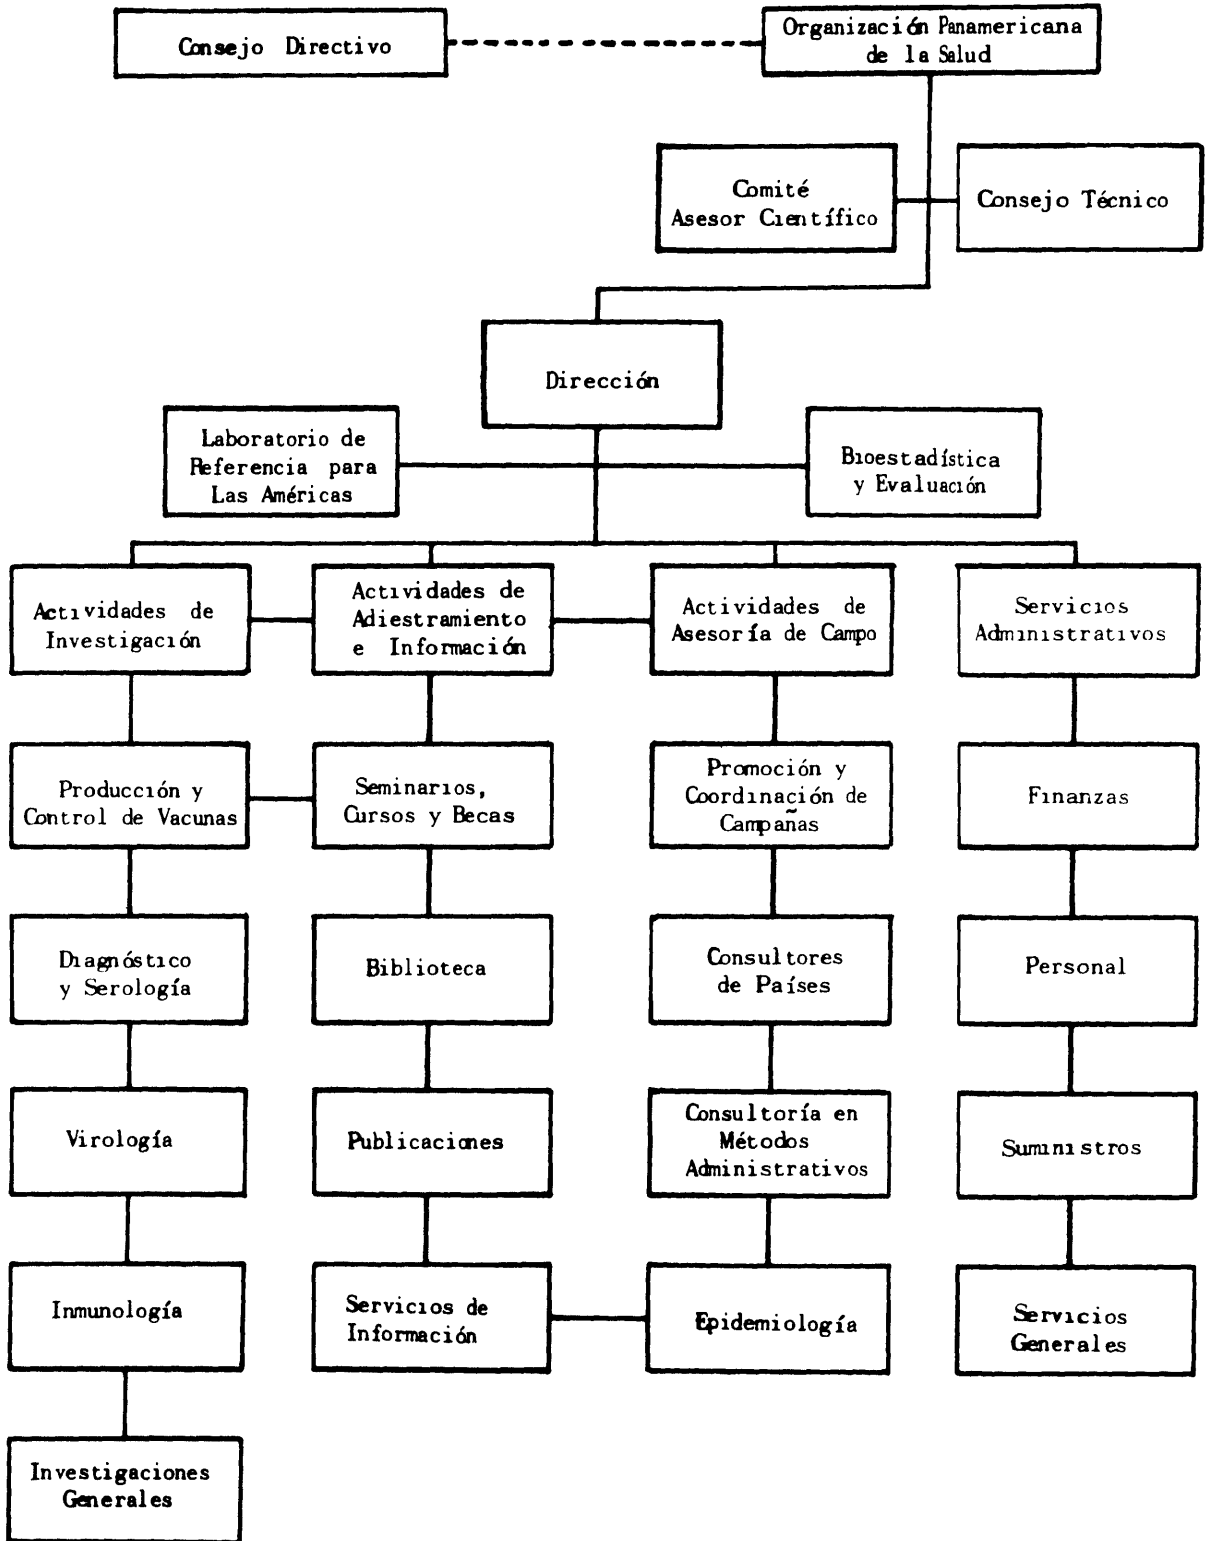 Consejo Directivo
Organización Panamericana
de la Salud
Comité
Asesor Científico
Consejo Técnico
Dirección
Laboratorio de
Referencia para
Las Américas
Bioestadística
y Evaluación
Actividades de
Investigación
Actividades de
Adiestramiento
e Información
Actividades de
Asesoría de Campo
Servicios
Administrativos
Producción y
Control de Vacunas
Seminarios,
Cursos y Becas
Promoción y
Coordinación de
Campañas
Finanzas
Diagnóstico
y Serología
Biblioteca
Consultores
de Países
Personal
Virología
Publicaciones
Consultoría en
Métodos
Administrativos
Suministros
Inmunología
Servicios de
Información
Epidemiología
Servicios
Generales
Investigaciones
Generales